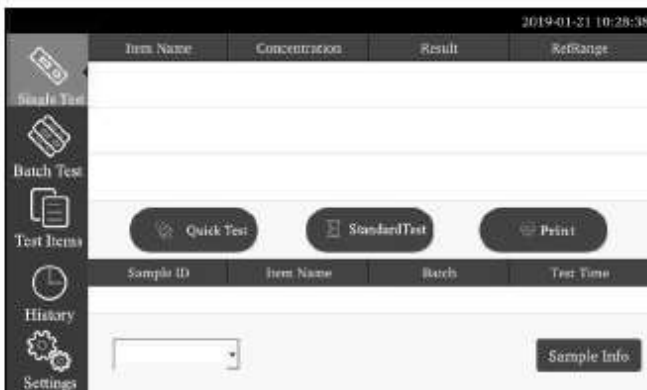 2019-01-21 10:28:38
Item Name Concentration Result RefRange
Single Test
Batch Test
Test Items
History
Settings
Quick Test StandardTest Print
Sample ID Item Name Batch Test Time
Sample Info